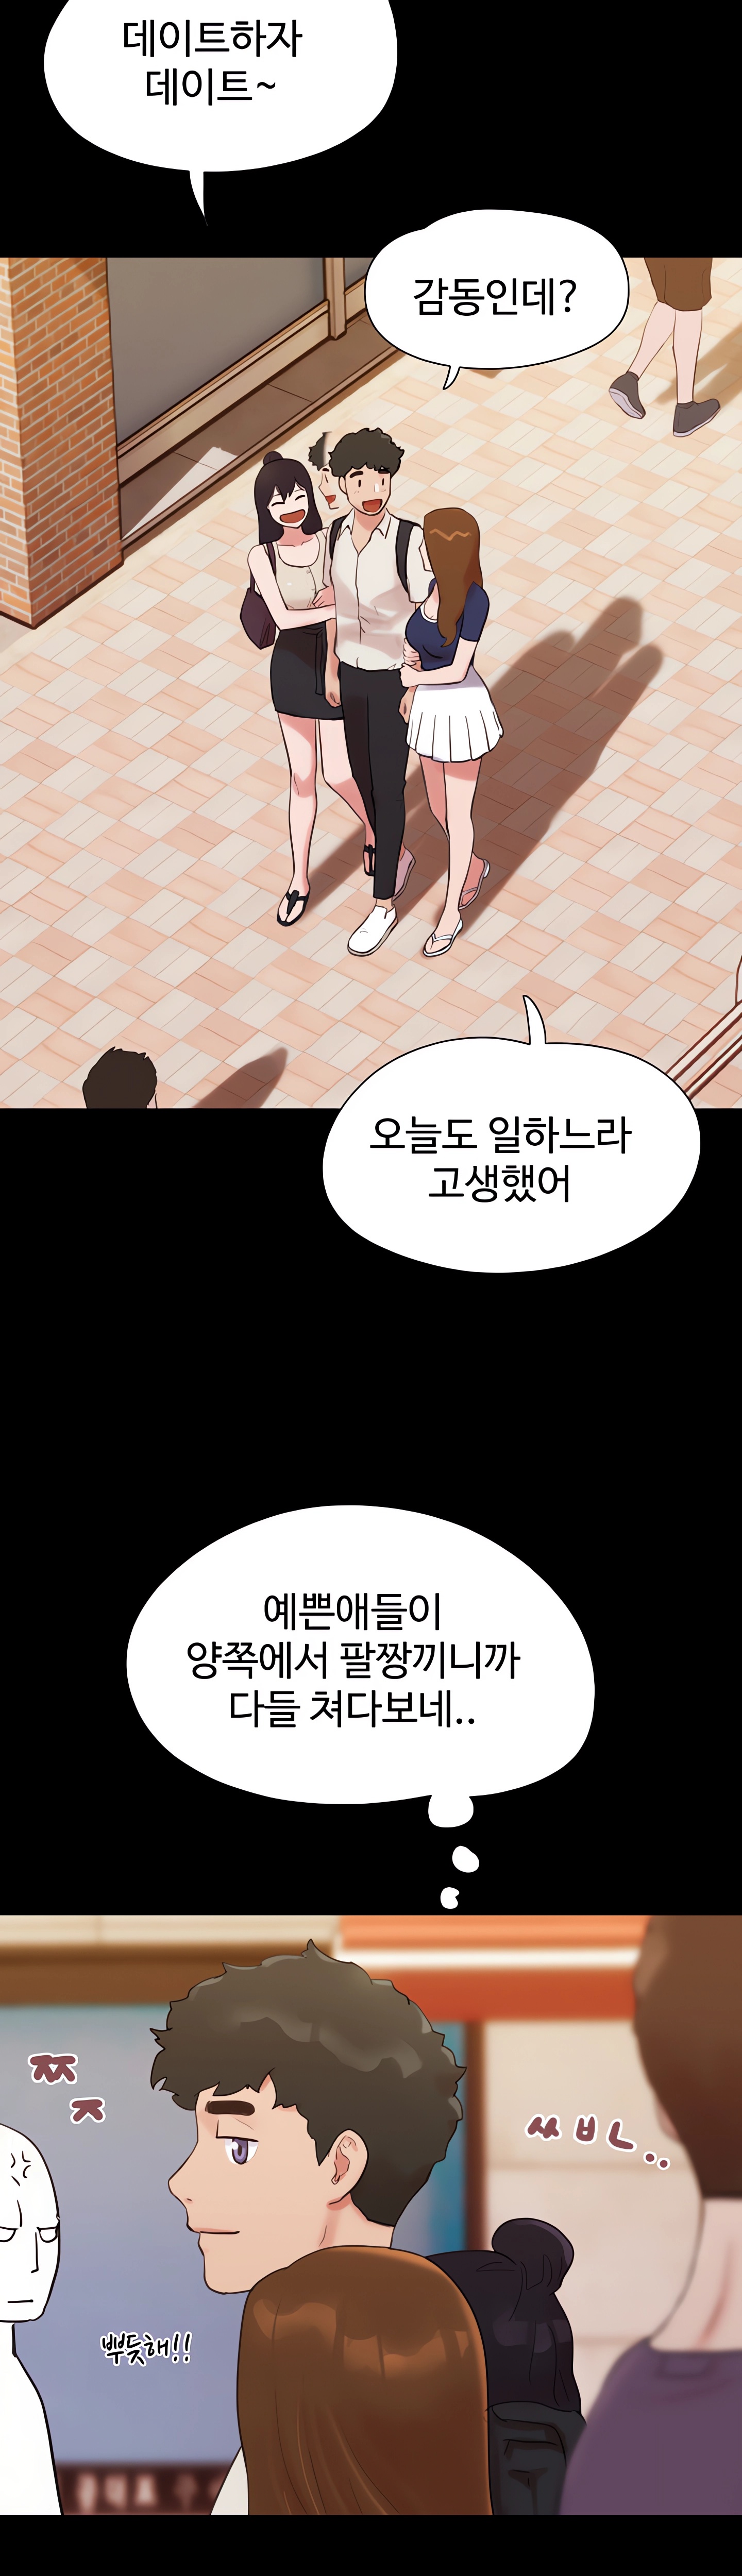 데이트하자
데이트~
감동인데?
오늘도 일하느라
고생했어
예쁜애들이
양쪽에서 팔짱끼니까
다들 쳐다보네..
ㅉ
ㅈ
ㅆㅂㄴ..
뿌듯해!!